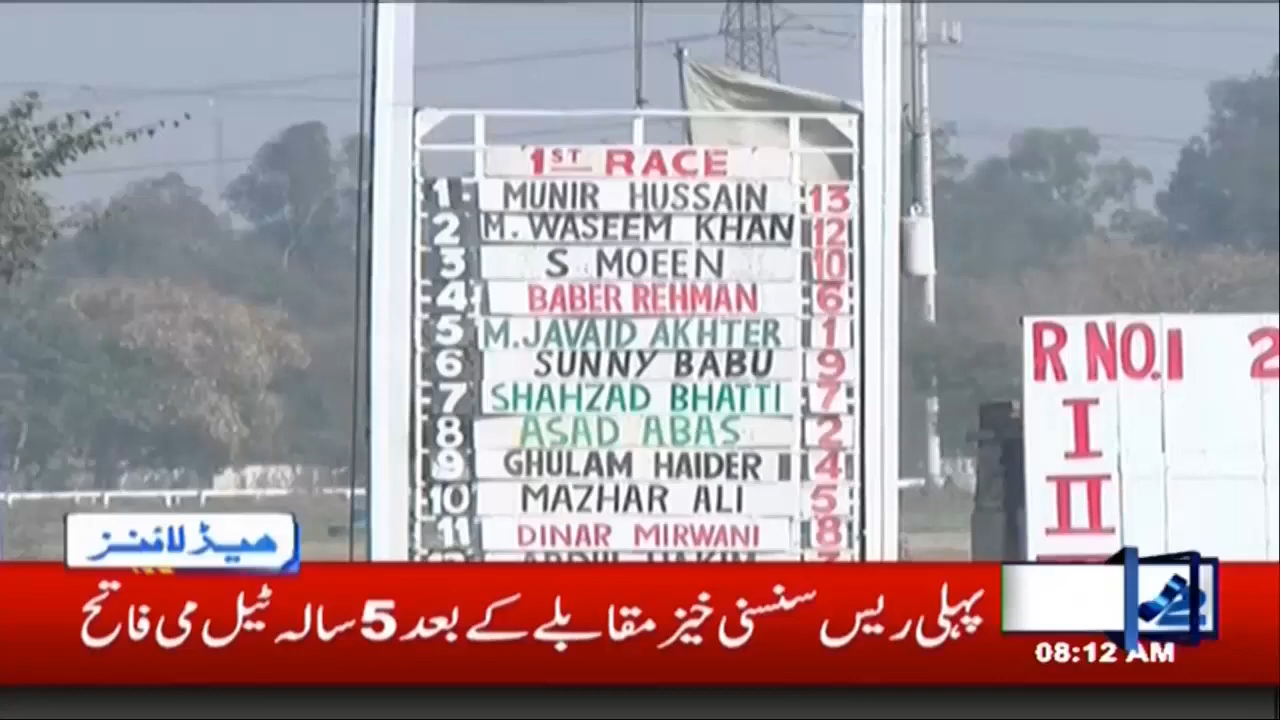 1ST RACE
1 MUNIR HUSSAIN 13
2 M. WASEEM KHAN 12
3 S MOEEN 10
4 BABER REHMAN 6
5 M. JAVAID AKHTER 1
6 SUNNY BABU 9
7 SHAHZAD BHATTI 7
8 ASAD ABAS 2
9 GHULAM HAIDER 4
10 MAZHAR ALI 5
11 DINAR MIRWANI 8
R NO.1 2
I
II
ہیڈ لائنز
پہلی ریس سنسنی خیز مقابلے کے بعد 5 سالہ ٹیل می فاتح
08:12 AM